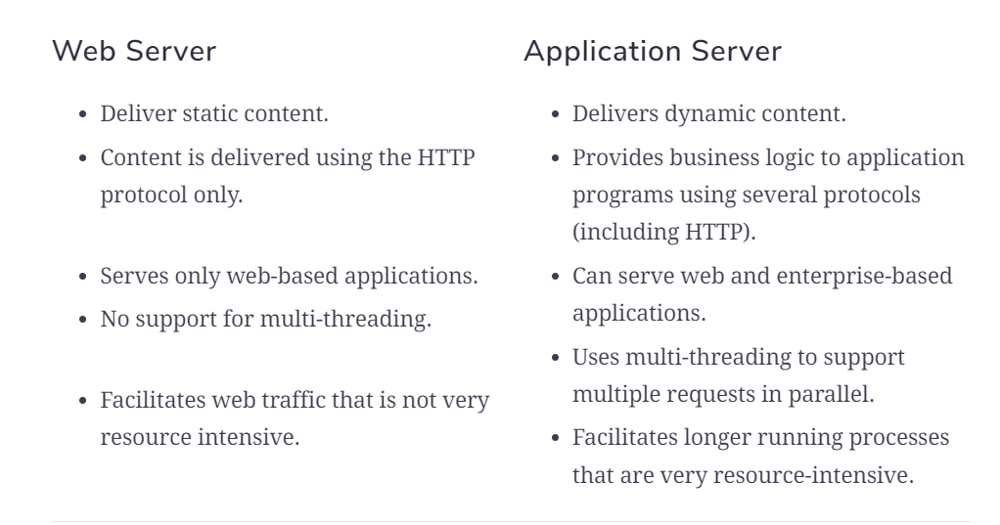 Web Server
• Deliver static content.
• Content is delivered using the HTTP
protocol only.
• Serves only web-based applications.
• No support for multi-threading.
• Facilitates web traffic that is not very
resource intensive.
Application Server
• Delivers dynamic content.
• Provides business logic to application
programs using several protocols
(including HTTP).
• Can serve web and enterprise-based
applications.
• Uses multi-threading to support
multiple requests in parallel.
• Facilitates longer running processes
that are very resource-intensive.